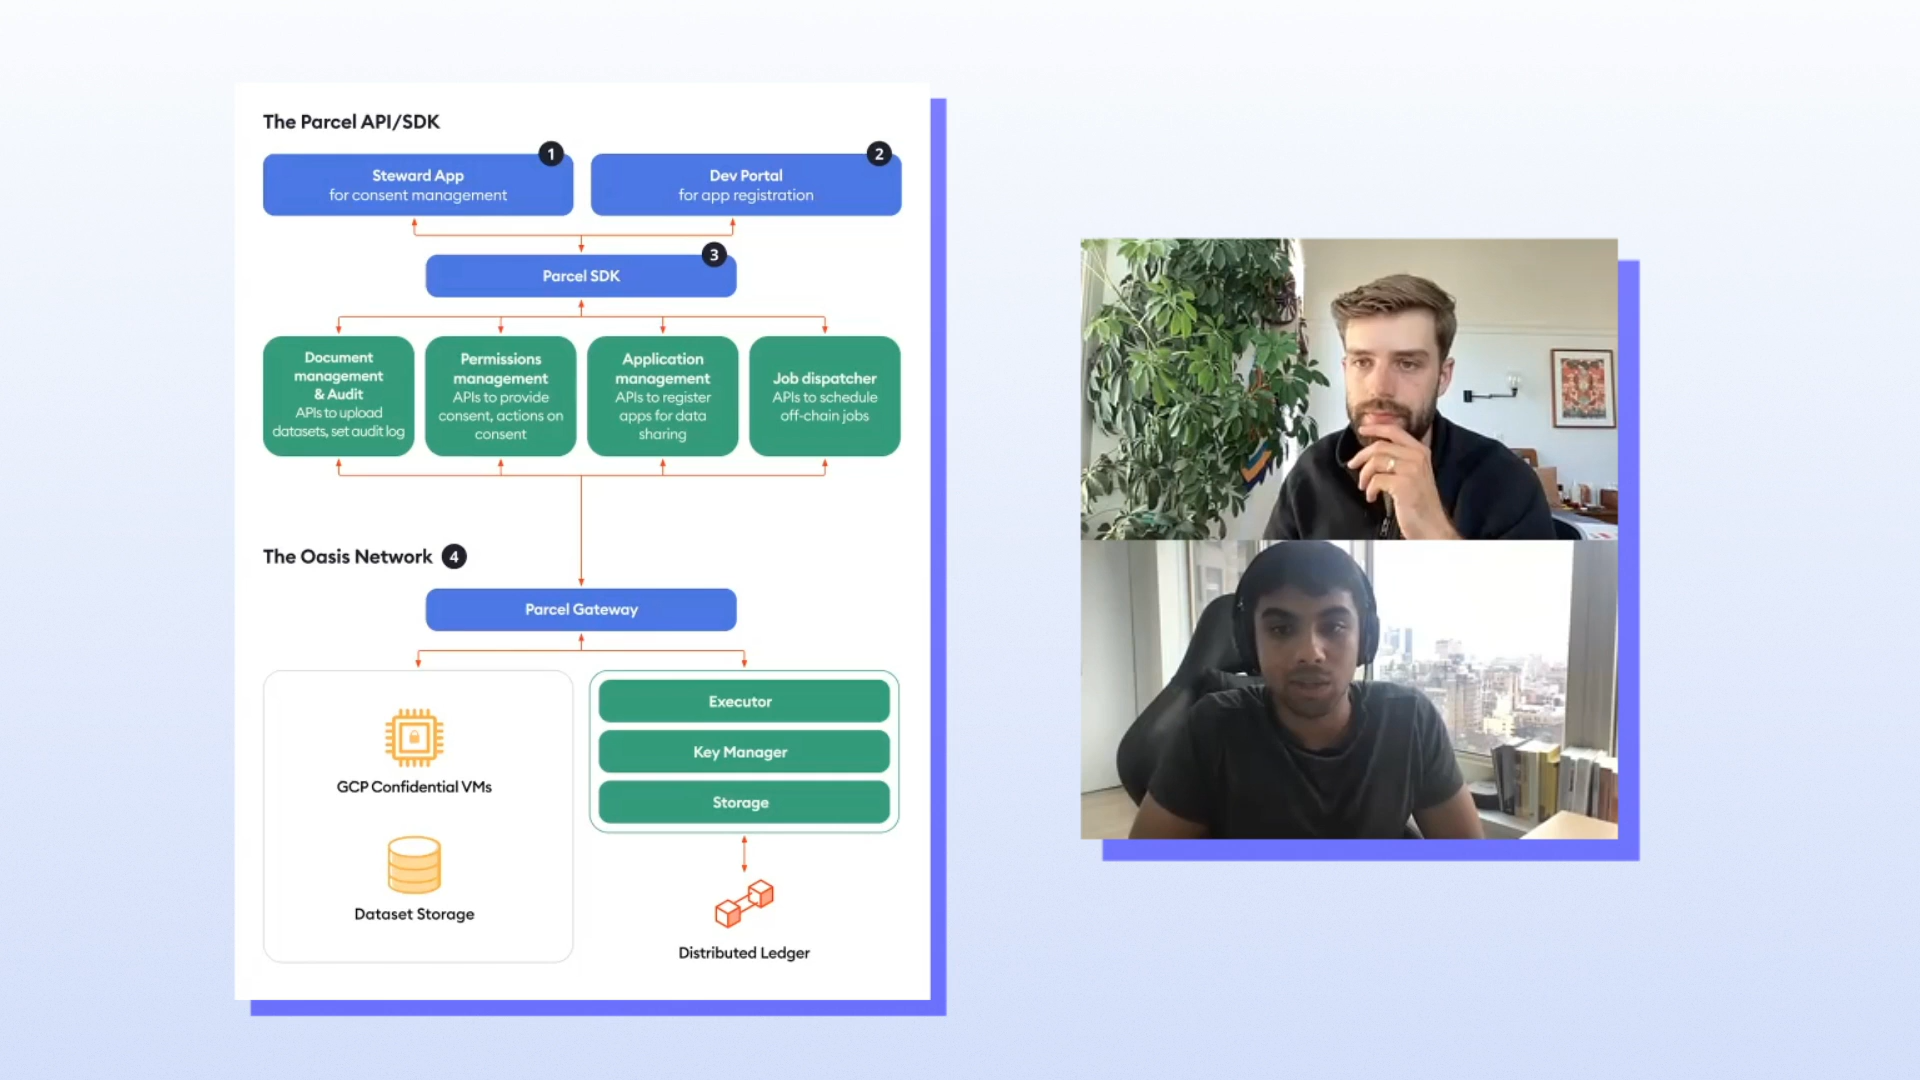 The Parcel API/SDK
1
2
Steward App
for consent management
Dev Portal
for app registration
3
Parcel SDK
Document
management
& Audit
APIs to upload
datasets, set audit log
Permissions
management
APIs to provide
consent, actions on
consent
Application
management
APIs to register
apps for data
sharing
Job dispatcher
APIs to schedule
off-chain jobs
The Oasis Network 4
Parcel Gateway
GCP Confidential VMs
Dataset Storage
Executor
Key Manager
Storage
Distributed Ledger